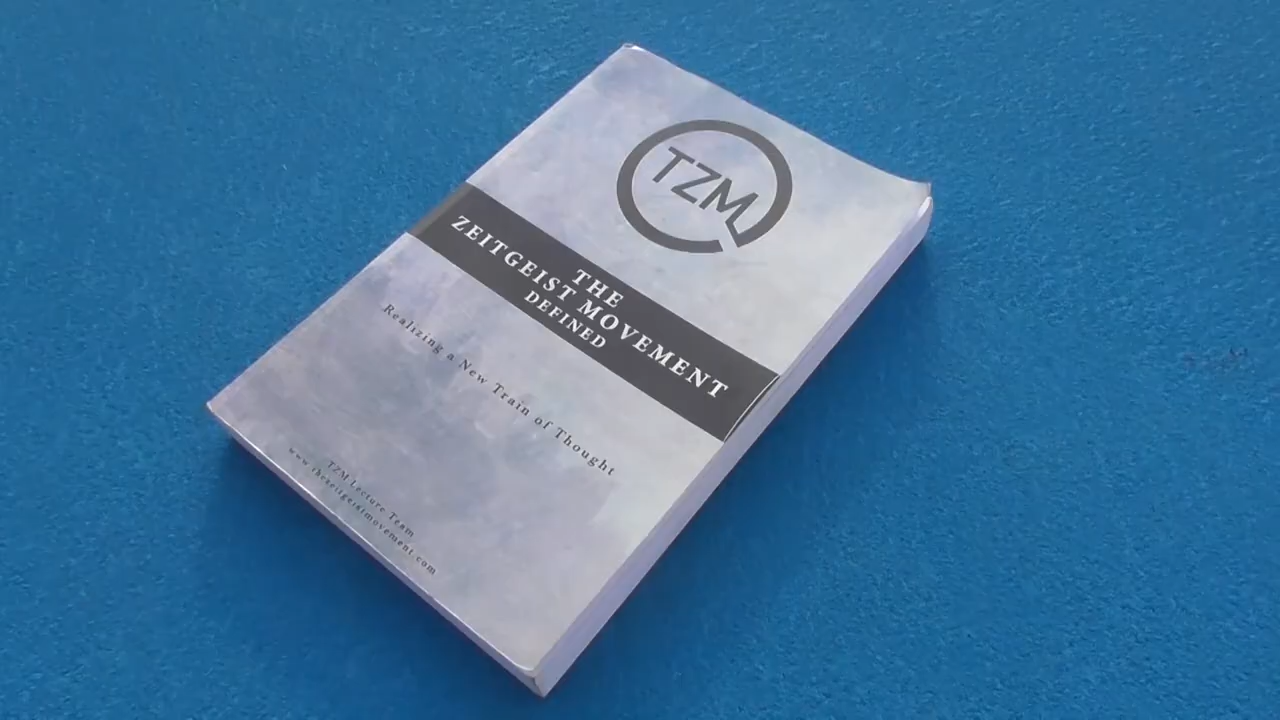 TZM
THE
ZEITGEIST MOVEMENT
DEFINED
Realizing a New Train of Thought
TZM Lecture Team
www.thezeitgeistmovement.com